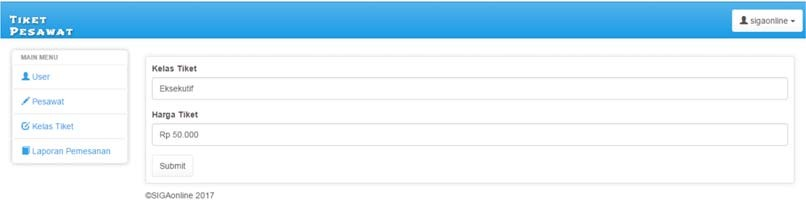 Tiket
Pesawat
sigaonline
MAIN MENU
User
Pesawat
Kelas Tiket
Laporan Pemesanan
Kelas Tiket
Eksekutif
Harga Tiket
Rp 50.000
Submit
©SIGAonline 2017